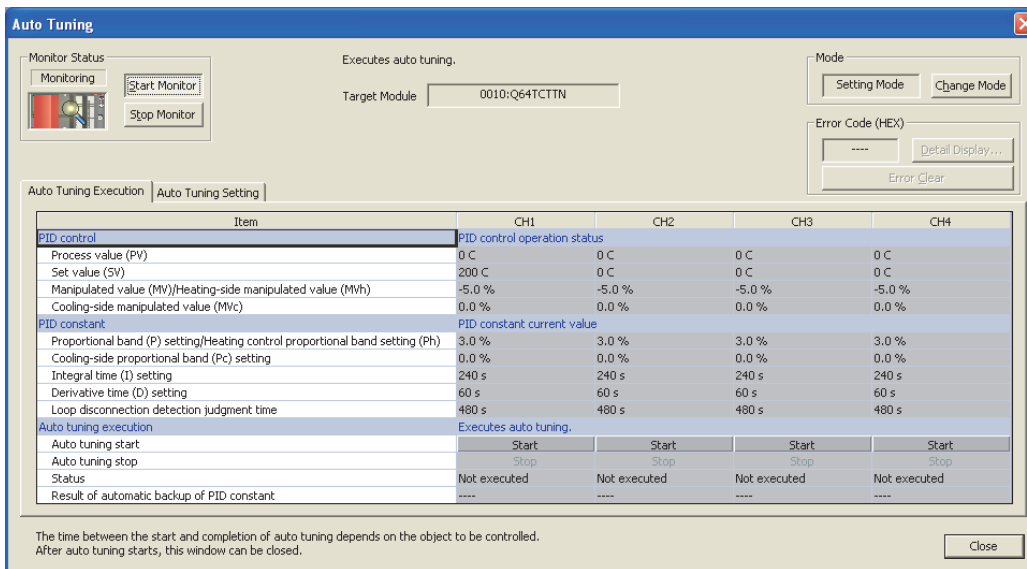 Auto Tuning
Monitor Status
Monitoring
Start Monitor
Stop Monitor
Executes auto tuning.
Target Module 0010:Q64TCTTN
Mode
Setting Mode Change Mode
Error Code (HEX)
---- Detail Display...
Error Clear
Auto Tuning Execution Auto Tuning Setting
Item CH1 CH2 CH3 CH4
PID control PID control operation status
Process value (PV) 0 C 0 C 0 C 0 C
Set value (SV) 200 C 0 C 0 C 0 C
Manipulated value (MV)/Heating-side manipulated value (MVh) -5.0 % -5.0 % -5.0 % -5.0 %
Cooling-side manipulated value (MVc) 0.0 % 0.0 % 0.0 % 0.0 %
PID constant PID constant current value
Proportional band (P) setting/Heating control proportional band setting (Ph) 3.0 % 3.0 % 3.0 % 3.0 %
Cooling-side proportional band (Pc) setting 0.0 % 0.0 % 0.0 % 0.0 %
Integral time (I) setting 240 s 240 s 240 s 240 s
Derivative time (D) setting 60 s 60 s 60 s 60 s
Loop disconnection detection judgment time 480 s 480 s 480 s 480 s
Auto tuning execution Executes auto tuning.
Auto tuning start Start Start Start Start
Auto tuning stop Stop Stop Stop Stop
Status Not executed Not executed Not executed Not executed
Result of automatic backup of PID constant ---- ---- ---- ----
The time between the start and completion of auto tuning depends on the object to be controlled.
After auto tuning starts, this window can be closed.
Close